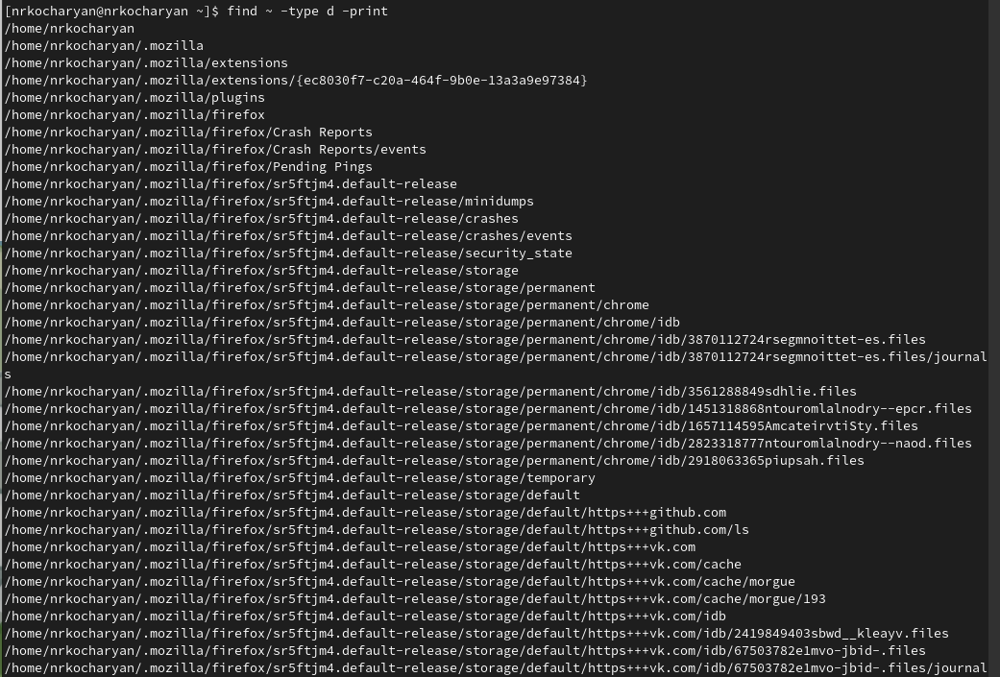 [nrkocharyan@nrkocharyan ~]$ find ~ -type d -print
/home/nrkocharyan
/home/nrkocharyan/.mozilla
/home/nrkocharyan/.mozilla/extensions
/home/nrkocharyan/.mozilla/extensions/{ec8030f7-c20a-464f-9b0e-13a3a9e97384}
/home/nrkocharyan/.mozilla/plugins
/home/nrkocharyan/.mozilla/firefox
/home/nrkocharyan/.mozilla/firefox/Crash Reports
/home/nrkocharyan/.mozilla/firefox/Crash Reports/events
/home/nrkocharyan/.mozilla/firefox/Pending Pings
/home/nrkocharyan/.mozilla/firefox/sr5ftjm4.default-release
/home/nrkocharyan/.mozilla/firefox/sr5ftjm4.default-release/minidumps
/home/nrkocharyan/.mozilla/firefox/sr5ftjm4.default-release/crashes
/home/nrkocharyan/.mozilla/firefox/sr5ftjm4.default-release/crashes/events
/home/nrkocharyan/.mozilla/firefox/sr5ftjm4.default-release/security_state
/home/nrkocharyan/.mozilla/firefox/sr5ftjm4.default-release/storage
/home/nrkocharyan/.mozilla/firefox/sr5ftjm4.default-release/storage/permanent
/home/nrkocharyan/.mozilla/firefox/sr5ftjm4.default-release/storage/permanent/chrome
/home/nrkocharyan/.mozilla/firefox/sr5ftjm4.default-release/storage/permanent/chrome/idb
/home/nrkocharyan/.mozilla/firefox/sr5ftjm4.default-release/storage/permanent/chrome/idb/3870112724rsegmnoittet-es.files
/home/nrkocharyan/.mozilla/firefox/sr5ftjm4.default-release/storage/permanent/chrome/idb/3870112724rsegmnoittet-es.files/journal
s
/home/nrkocharyan/.mozilla/firefox/sr5ftjm4.default-release/storage/permanent/chrome/idb/3561288849sdhlie.files
/home/nrkocharyan/.mozilla/firefox/sr5ftjm4.default-release/storage/permanent/chrome/idb/1451318868ntouromlalnodry--epcr.files
/home/nrkocharyan/.mozilla/firefox/sr5ftjm4.default-release/storage/permanent/chrome/idb/1657114595AmcateirvtiSty.files
/home/nrkocharyan/.mozilla/firefox/sr5ftjm4.default-release/storage/permanent/chrome/idb/2823318777ntouromlalnodry--naod.files
/home/nrkocharyan/.mozilla/firefox/sr5ftjm4.default-release/storage/permanent/chrome/idb/2918063365piupsah.files
/home/nrkocharyan/.mozilla/firefox/sr5ftjm4.default-release/storage/temporary
/home/nrkocharyan/.mozilla/firefox/sr5ftjm4.default-release/storage/default
/home/nrkocharyan/.mozilla/firefox/sr5ftjm4.default-release/storage/default/https+++github.com
/home/nrkocharyan/.mozilla/firefox/sr5ftjm4.default-release/storage/default/https+++github.com/ls
/home/nrkocharyan/.mozilla/firefox/sr5ftjm4.default-release/storage/default/https+++vk.com
/home/nrkocharyan/.mozilla/firefox/sr5ftjm4.default-release/storage/default/https+++vk.com/cache
/home/nrkocharyan/.mozilla/firefox/sr5ftjm4.default-release/storage/default/https+++vk.com/cache/morgue
/home/nrkocharyan/.mozilla/firefox/sr5ftjm4.default-release/storage/default/https+++vk.com/cache/morgue/193
/home/nrkocharyan/.mozilla/firefox/sr5ftjm4.default-release/storage/default/https+++vk.com/idb
/home/nrkocharyan/.mozilla/firefox/sr5ftjm4.default-release/storage/default/https+++vk.com/idb/2419849403sbwd__kleayv.files
/home/nrkocharyan/.mozilla/firefox/sr5ftjm4.default-release/storage/default/https+++vk.com/idb/67503782e1mvo-jbid-.files
/home/nrkocharyan/.mozilla/firefox/sr5ftjm4.default-release/storage/default/https+++vk.com/idb/67503782e1mvo-jbid-.files/journal